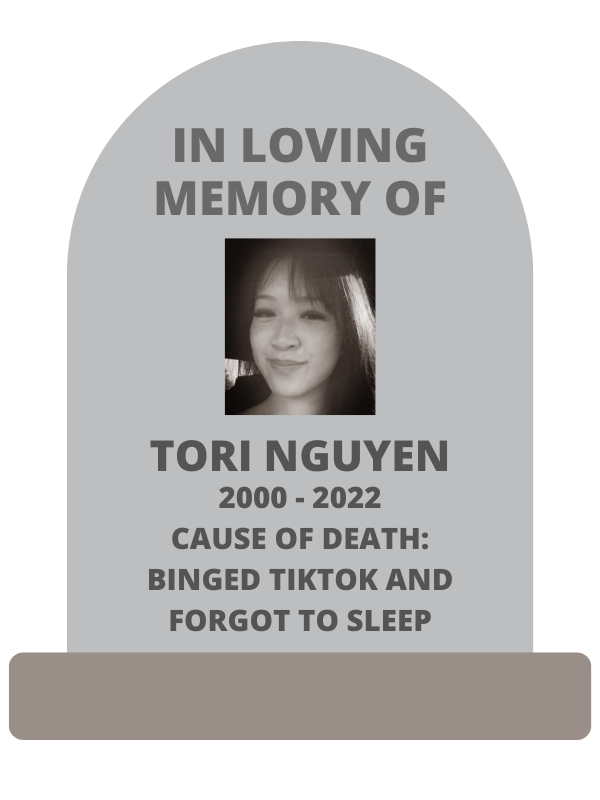 IN LOVING
MEMORY OF
TORI NGUYEN
2000 - 2022
CAUSE OF DEATH:
BINGED TIKTOK AND
FORGOT TO SLEEP